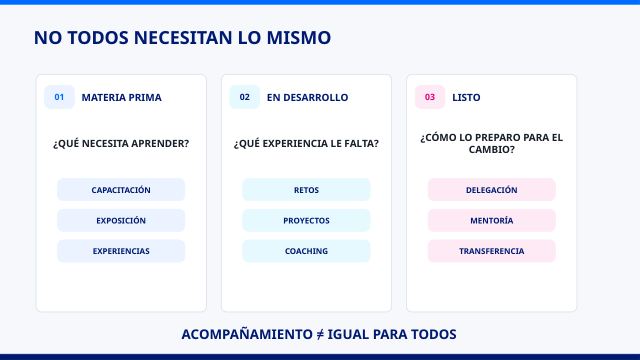 NO TODOS NECESITAN LO MISMO
01 MATERIA PRIMA
¿QUÉ NECESITA APRENDER?
CAPACITACIÓN
EXPOSICIÓN
EXPERIENCIAS
02 EN DESARROLLO
¿QUÉ EXPERIENCIA LE FALTA?
RETOS
PROYECTOS
COACHING
03 LISTO
¿CÓMO LO PREPARO PARA EL
CAMBIO?
DELEGACIÓN
MENTORÍA
TRANSFERENCIA
ACOMPAÑAMIENTO ≠ IGUAL PARA TODOS